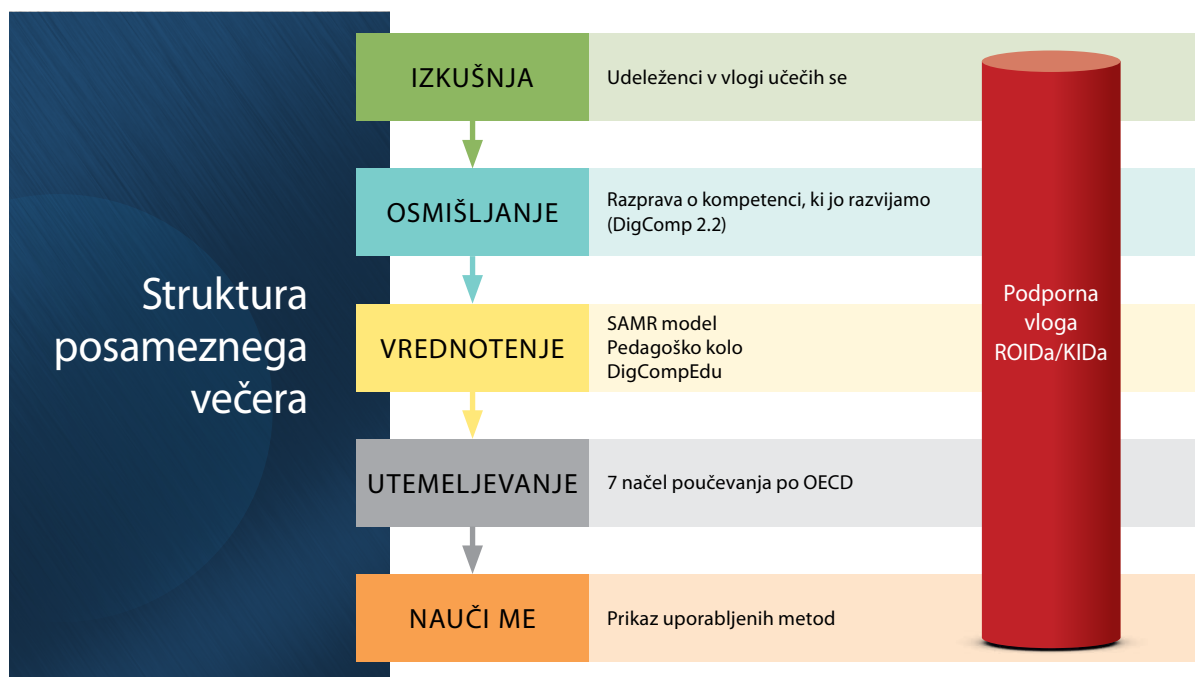 Struktura
posameznega
večera
IZKUŠNJA
Udeleženci v vlogi učečih se
OSMIŠLJANJE
Razprava o kompetenci, ki jo razvijamo
(DigComp 2.2)
VREDNOTENJE
SAMR model
Pedagoško kolo
DigCompEdu
UTEMELJEVANJE
7 načel poučevanja po OECD
NAUČI ME
Prikaz uporabljenih metod
Podporna
vloga
ROIDa/KIDa